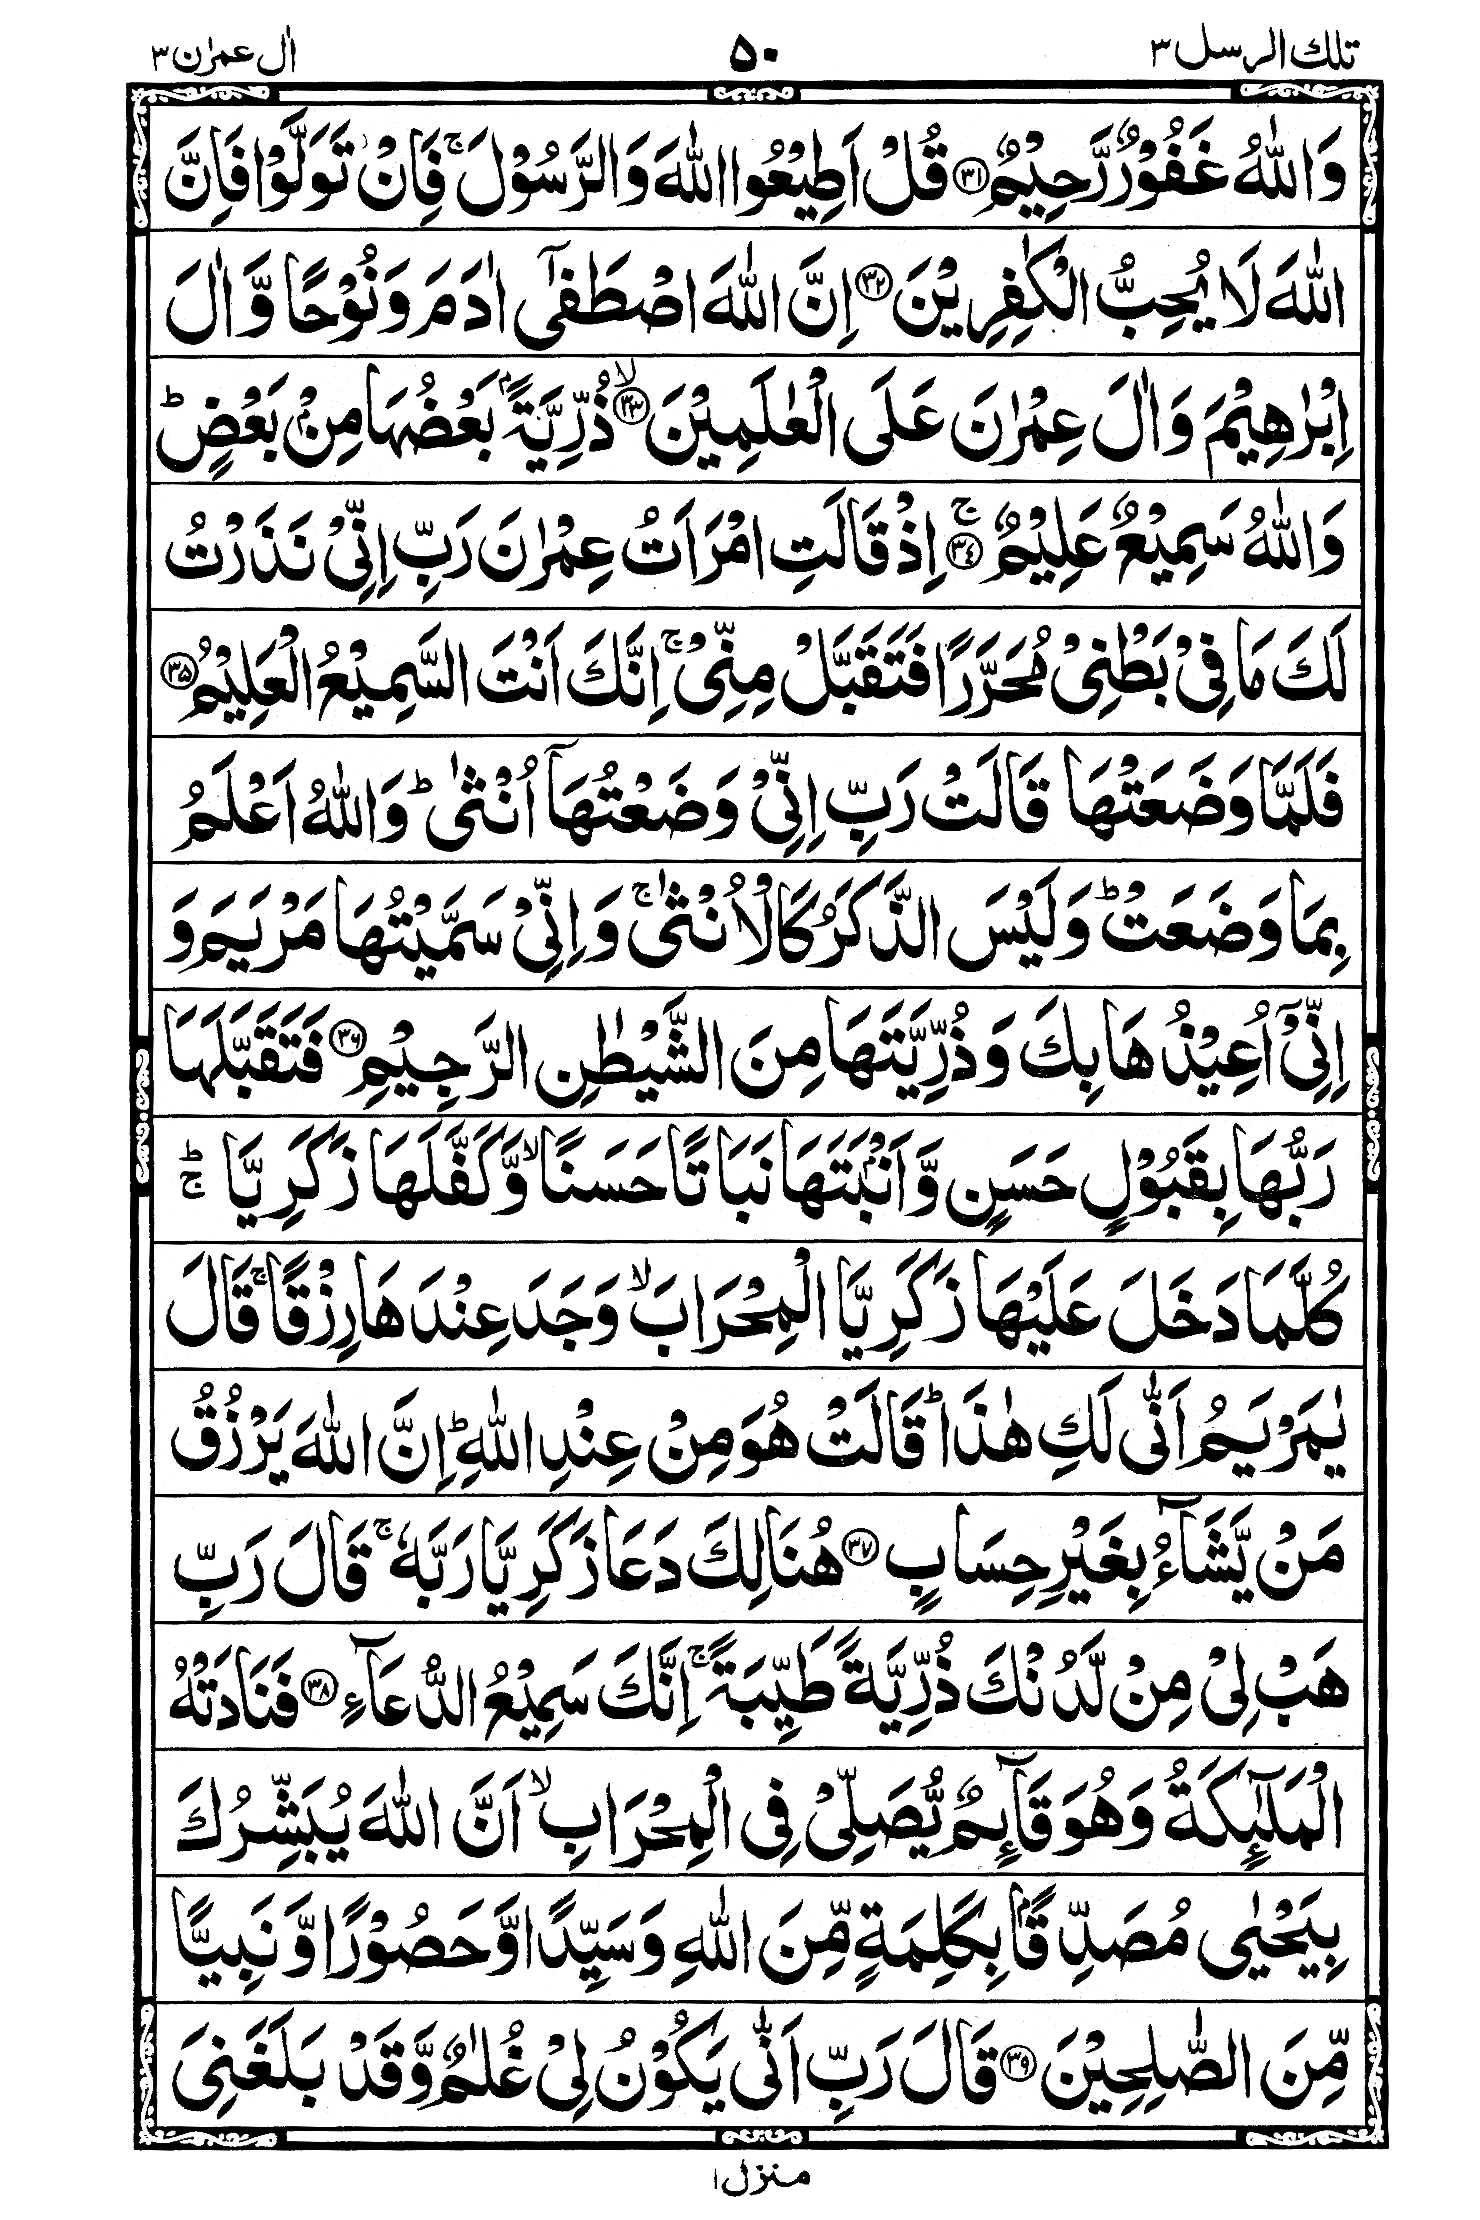 تلك الرسل ٣ ٥٠ اٰل عمرٰن ٣
وَاللّٰهُ غَفُوْرٌ رَّحِيْمٌ ﴿٣١﴾ قُلْ اَطِيْعُوا اللّٰهَ وَالرَّسُوْلَ ۚ فَاِنْ تَوَلَّوْا فَاِنَّ
اللّٰهَ لَا يُحِبُّ الْكٰفِرِيْنَ ﴿٣٢﴾ اِنَّ اللّٰهَ اصْطَفٰٓى اٰدَمَ وَنُوْحًا وَّاٰلَ
اِبْرٰهِيْمَ وَاٰلَ عِمْرٰنَ عَلَى الْعٰلَمِيْنَ ﴿٣٣﴾ۙ ذُرِّيَّةًۢ بَعْضُهَا مِنْۢ بَعْضٍ ؕ
وَاللّٰهُ سَمِيْعٌ عَلِيْمٌ ﴿٣٤﴾ۚ اِذْ قَالَتِ امْرَاَتُ عِمْرٰنَ رَبِّ اِنِّيْ نَذَرْتُ
لَكَ مَا فِيْ بَطْنِيْ مُحَرَّرًا فَتَقَبَّلْ مِنِّيْ ۚ اِنَّكَ اَنْتَ السَّمِيْعُ الْعَلِيْمُ ﴿٣٥﴾
فَلَمَّا وَضَعَتْهَا قَالَتْ رَبِّ اِنِّيْ وَضَعْتُهَاۤ اُنْثٰى ؕ وَاللّٰهُ اَعْلَمُ
بِمَا وَضَعَتْ ؕ وَلَيْسَ الذَّكَرُ كَالْاُنْثٰى ۚ وَاِنِّيْ سَمَّيْتُهَا مَرْيَمَ وَ
اِنِّيْۤ اُعِيْذُهَا بِكَ وَذُرِّيَّتَهَا مِنَ الشَّيْطٰنِ الرَّجِيْمِ ﴿٣٦﴾ فَتَقَبَّلَهَا
رَبُّهَا بِقَبُوْلٍ حَسَنٍ وَّاَنْۢبَتَهَا نَبَاتًا حَسَنًا ۙ وَّكَفَّلَهَا زَكَرِيَّا ؕۚ
كُلَّمَا دَخَلَ عَلَيْهَا زَكَرِيَّا الْمِحْرَابَ ۙ وَجَدَ عِنْدَهَا رِزْقًا ۚ قَالَ
يٰمَرْيَمُ اَنّٰى لَكِ هٰذَا ؕ قَالَتْ هُوَ مِنْ عِنْدِ اللّٰهِ ؕ اِنَّ اللّٰهَ يَرْزُقُ
مَنْ يَّشَآءُ بِغَيْرِ حِسَابٍ ﴿٣٧﴾ هُنَالِكَ دَعَا زَكَرِيَّا رَبَّهٗ ۚ قَالَ رَبِّ
هَبْ لِيْ مِنْ لَّدُنْكَ ذُرِّيَّةً طَيِّبَةً ۚ اِنَّكَ سَمِيْعُ الدُّعَآءِ ﴿٣٨﴾ فَنَادَتْهُ
الْمَلٰٓئِكَةُ وَهُوَ قَآئِمٌ يُّصَلِّيْ فِي الْمِحْرَابِ ۙ اَنَّ اللّٰهَ يُبَشِّرُكَ
بِيَحْيٰى مُصَدِّقًۢا بِكَلِمَةٍ مِّنَ اللّٰهِ وَسَيِّدًا وَّحَصُوْرًا وَّنَبِيًّا
مِّنَ الصّٰلِحِيْنَ ﴿٣٩﴾ قَالَ رَبِّ اَنّٰى يَكُوْنُ لِيْ غُلٰمٌ وَّقَدْ بَلَغَنِيَ
منزل ١